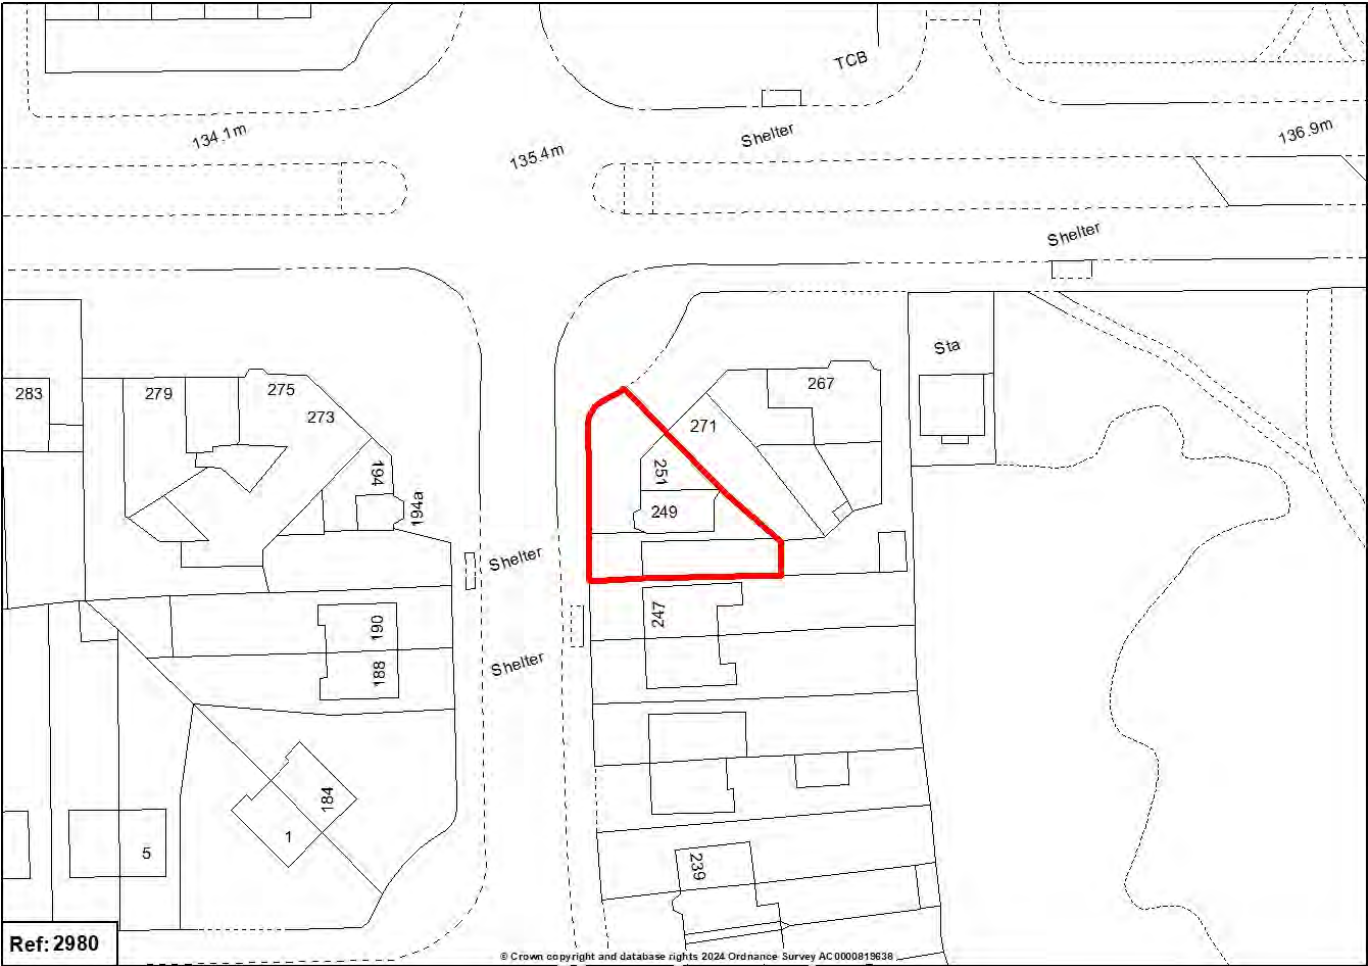 TCB
134.1m
Shelter
136.9m
135.4m
Shelter
Sta
283
279
275
273
267
271
194
251
194a
249
Shelter
247
190
Shelter
188
184
1
5
239
Ref: 2980
© Crown copyright and database rights 2024 Ordnance Survey AC0000819638